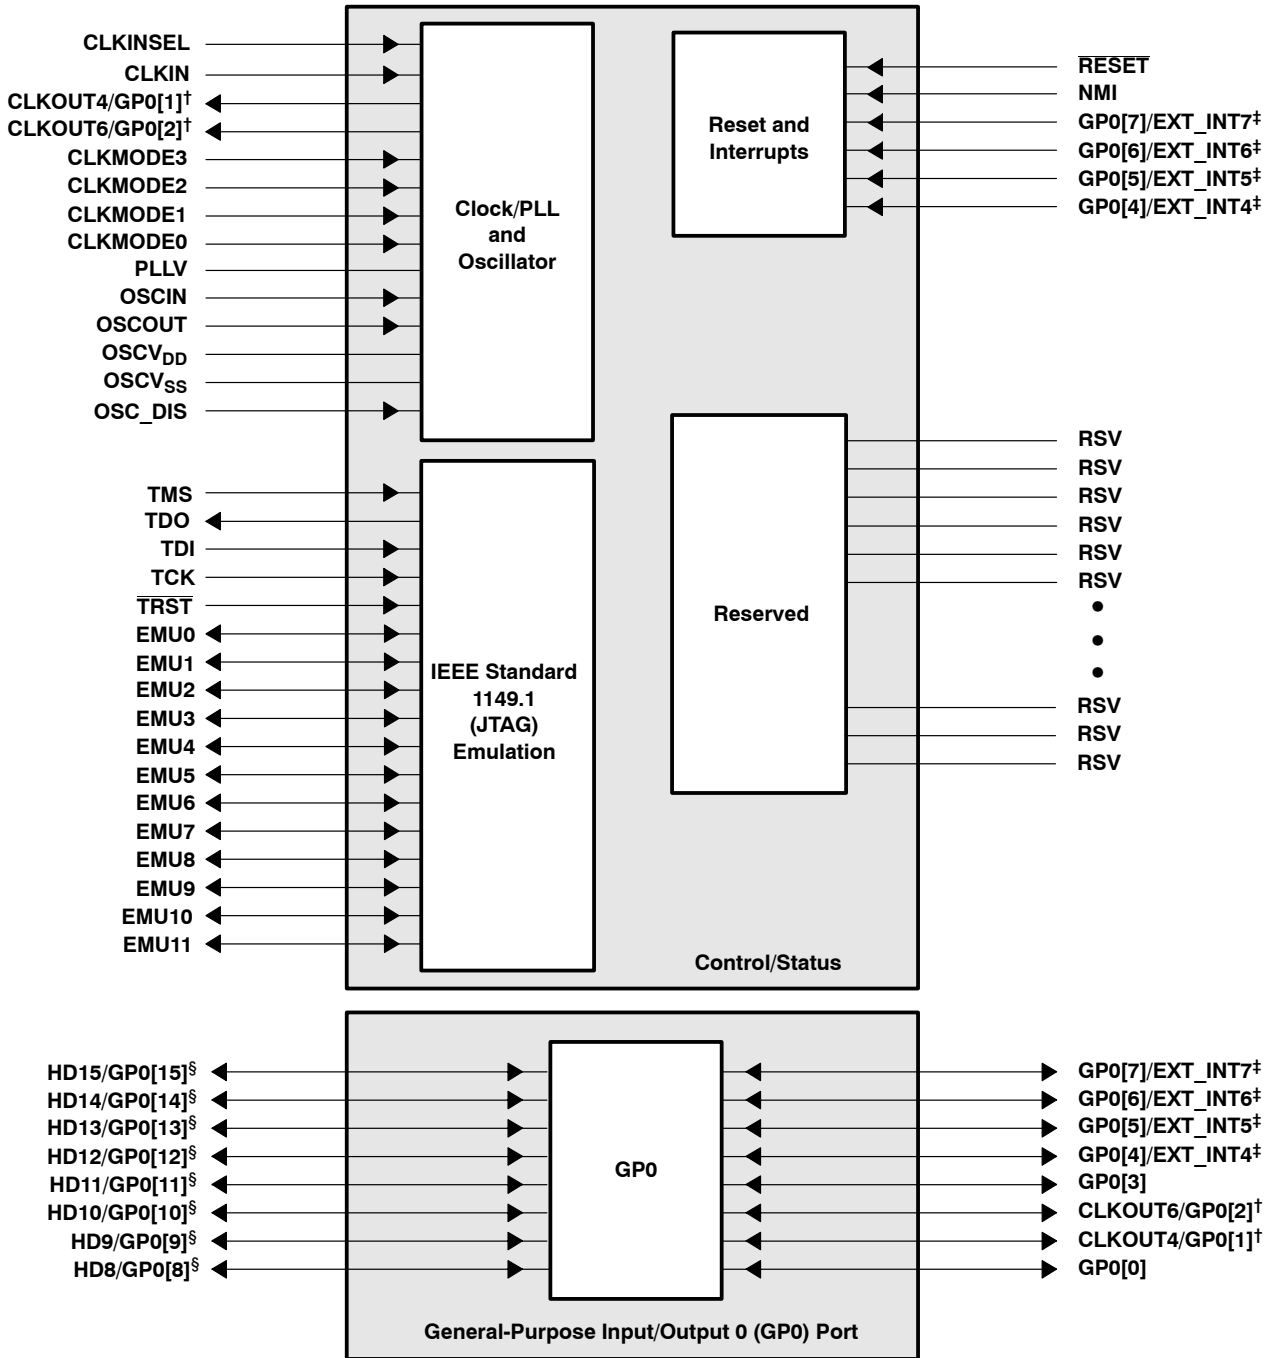 CLKINSEL
CLKIN
CLKOUT4/GP0[1]†
CLKOUT6/GP0[2]†
CLKMODE3
CLKMODE2
CLKMODE1
CLKMODE0
PLLV
OSCIN
OSCOUT
OSCVDD
OSCVSS
OSC_DIS
Clock/PLL
and
Oscillator
Reset and
Interrupts
RESET
NMI
GP0[7]/EXT_INT7‡
GP0[6]/EXT_INT6‡
GP0[5]/EXT_INT5‡
GP0[4]/EXT_INT4‡
TMS
TDO
TDI
TCK
TRST
EMU0
EMU1
EMU2
EMU3
EMU4
EMU5
EMU6
EMU7
EMU8
EMU9
EMU10
EMU11
IEEE Standard
1149.1
(JTAG)
Emulation
Reserved
RSV
RSV
RSV
RSV
RSV
RSV
•
•
•
RSV
RSV
RSV
Control/Status
HD15/GP0[15]§
HD14/GP0[14]§
HD13/GP0[13]§
HD12/GP0[12]§
HD11/GP0[11]§
HD10/GP0[10]§
HD9/GP0[9]§
HD8/GP0[8]§
GP0
GP0[7]/EXT_INT7‡
GP0[6]/EXT_INT6‡
GP0[5]/EXT_INT5‡
GP0[4]/EXT_INT4‡
GP0[3]
CLKOUT6/GP0[2]†
CLKOUT4/GP0[1]†
GP0[0]
General-Purpose Input/Output 0 (GP0) Port